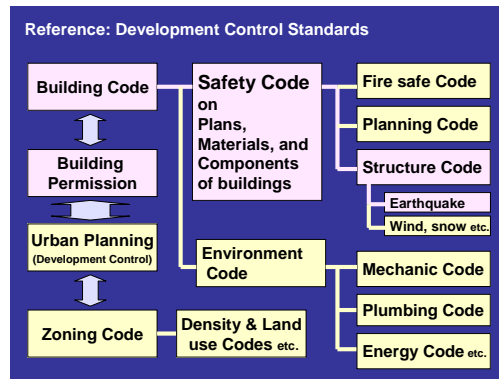 Reference: Development Control Standards
Building Code
Building
Permission
Urban Planning
(Development Control)
Zoning Code
Density & Land
use Codes etc.
Safety Code
on
Plans,
Materials, and
Components
of buildings
Environment
Code
Fire safe Code
Planning Code
Structure Code
Earthquake
Wind, snow etc.
Mechanic Code
Plumbing Code
Energy Code etc.